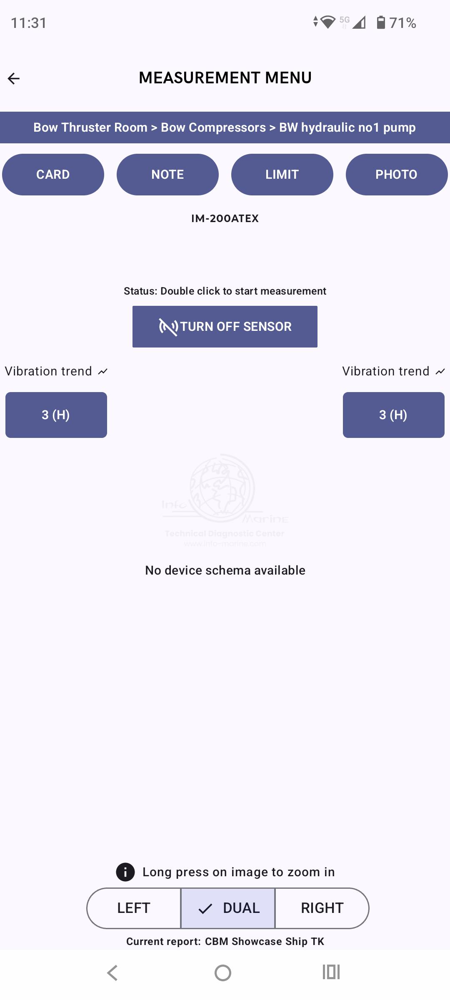 11:31
5G
71%
MEASUREMENT MENU
Bow Thruster Room > Bow Compressors > BW hydraulic no1 pump
CARD
NOTE
LIMIT
PHOTO
IM-200ATEX
Status: Double click to start measurement
TURN OFF SENSOR
Vibration trend
Vibration trend
3 (H)
3 (H)
Info
Marine
Technical Diagnostic Center
www.info-marine.com
No device schema available
Long press on image to zoom in
LEFT
DUAL
RIGHT
Current report: CBM Showcase Ship TK